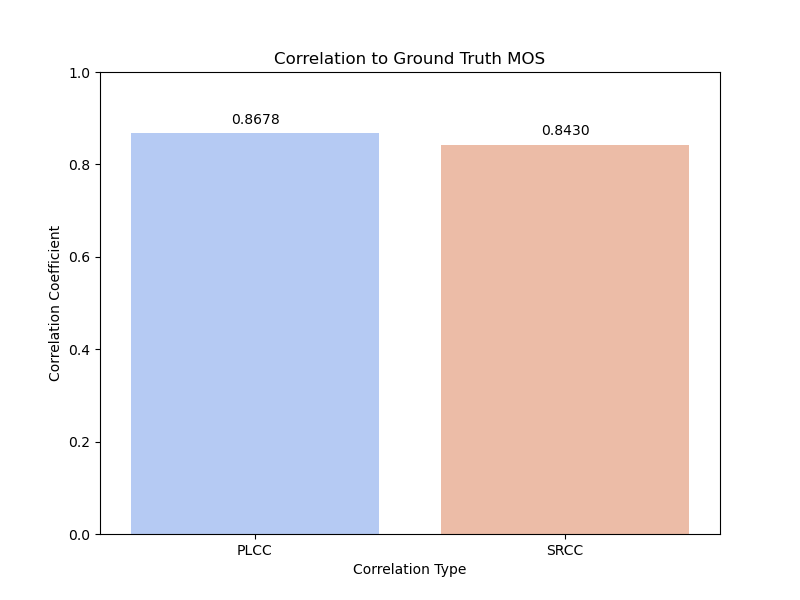 Correlation to Ground Truth MOS
1.0
0.8
0.6
0.4
0.2
0.0
Correlation Coefficient
0.8678
0.8430
PLCC
SRCC
Correlation Type